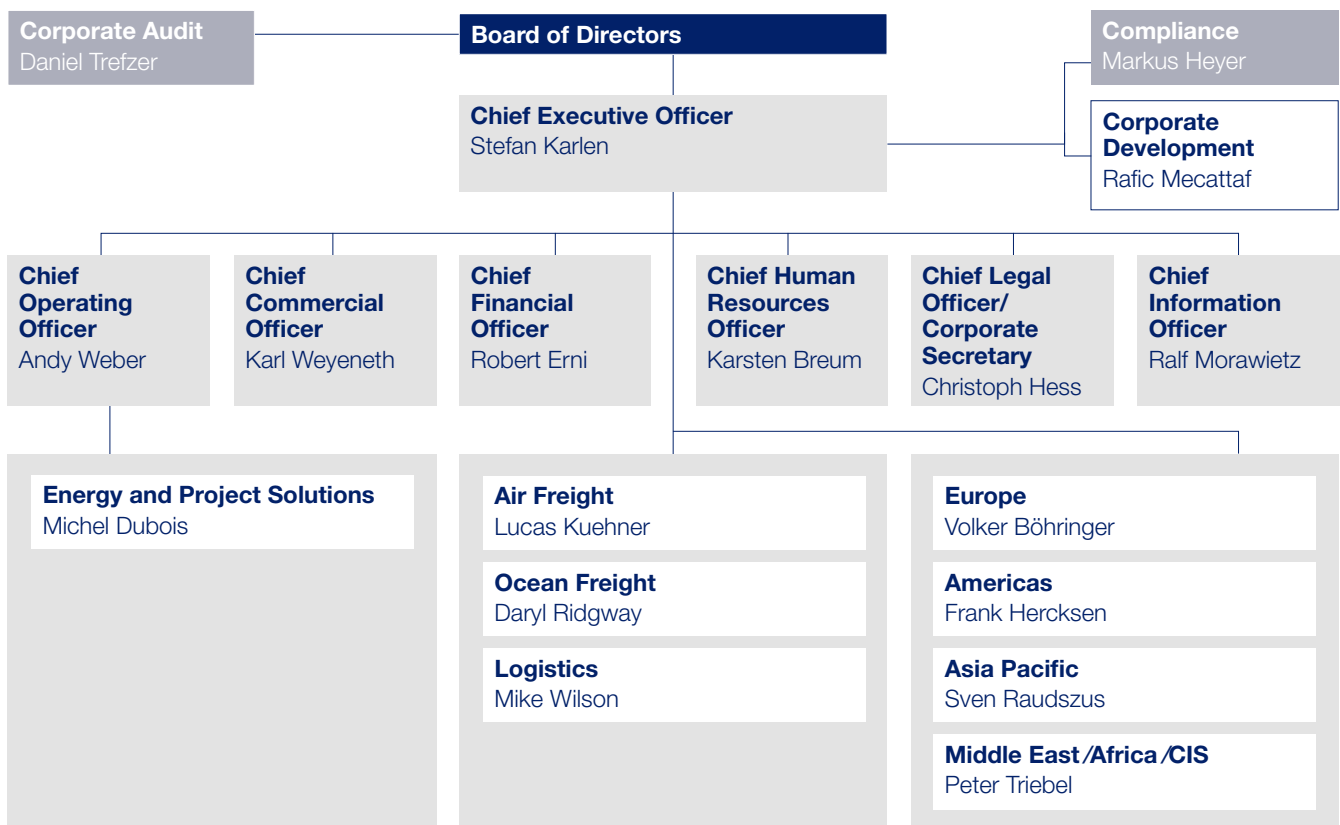 Corporate Audit
Daniel Trefzer
Board of Directors
Compliance
Markus Heyer
Chief Executive Officer
Stefan Karlen
Corporate
Development
Rafic Mecattaf
Chief
Operating
Officer
Andy Weber
Chief
Commercial
Officer
Karl Weyeneth
Chief
Financial
Officer
Robert Erni
Chief Human
Resources
Officer
Karsten Breum
Chief Legal
Officer/
Corporate
Secretary
Christoph Hess
Chief
Information
Officer
Ralf Morawietz
Energy and Project Solutions
Michel Dubois
Air Freight
Lucas Kuehner
Ocean Freight
Daryl Ridgway
Logistics
Mike Wilson
Europe
Volker Böhringer
Americas
Frank Hercksen
Asia Pacific
Sven Raudszus
Middle East/Africa/CIS
Peter Triebel